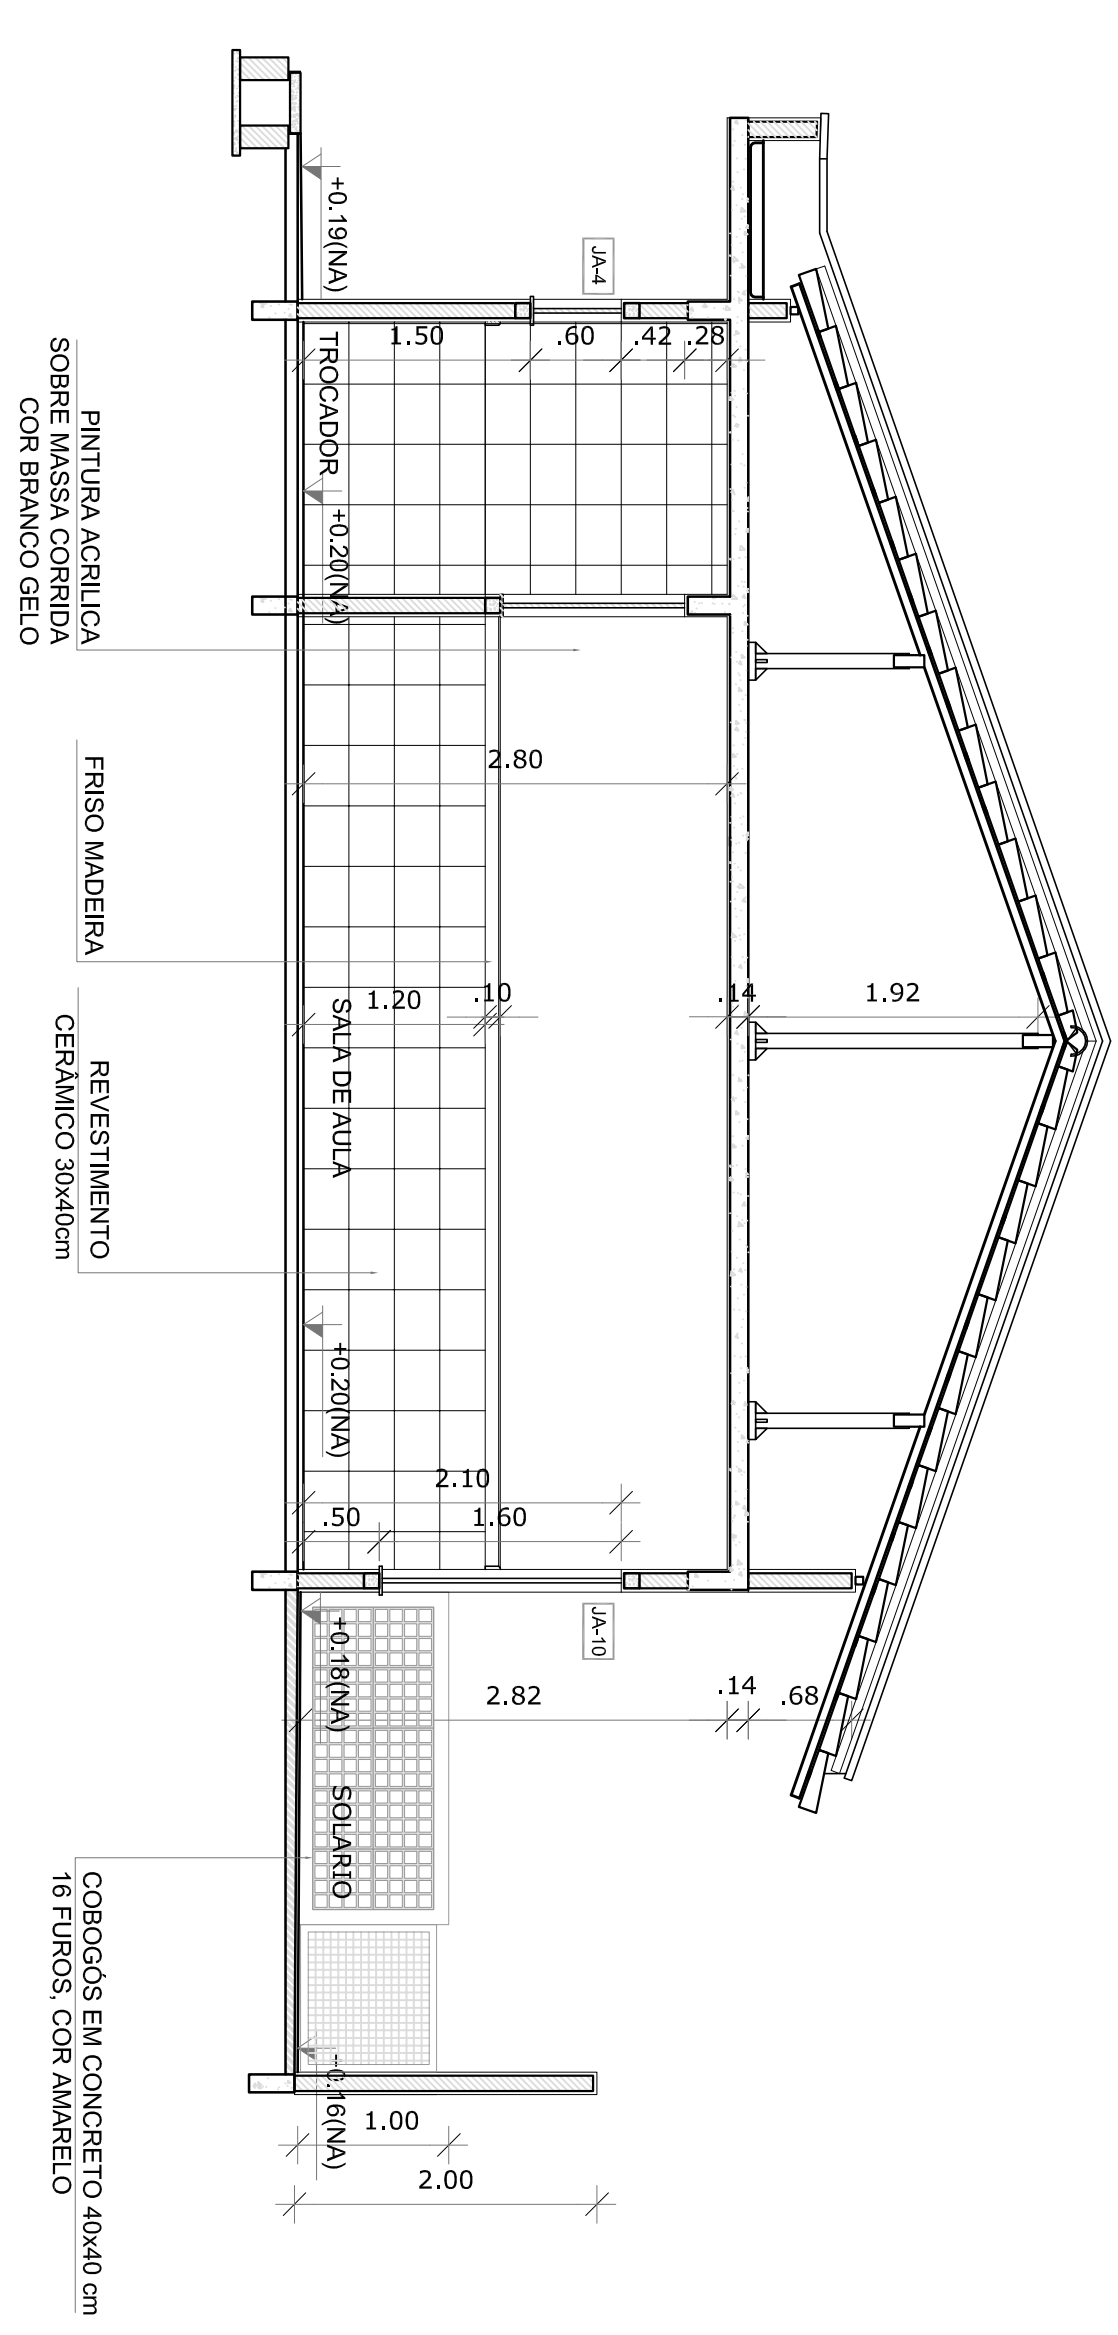 JA-4
+0.19(NA)
1.50
.60
.42
.28
TROCADOR
+0.20(NA)
PINTURA ACRILICA
SOBRE MASSA CORRIDA
COR BRANCO GELO
2.80
FRISO MADEIRA
1.20
.10
.14
1.92
SALA DE AULA
REVESTIMENTO
CERÂMICO 30x40cm
+0.20(NA)
2.10
.50
1.60
JA-10
+0.18(NA)
2.82
.14
.68
SOLARIO
COBOGÓS EM CONCRETO 40x40 cm
16 FUROS, COR AMARELO
+0.16(NA)
1.00
2.00